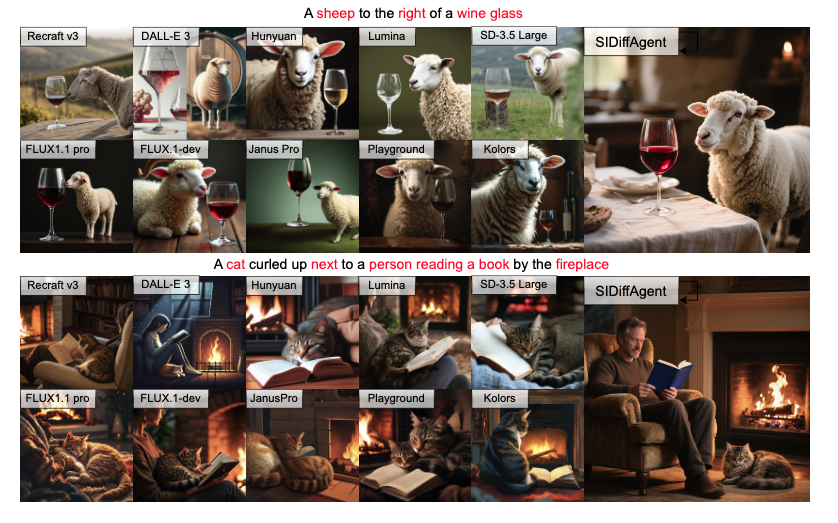 A sheep to the right of a wine glass
Recraft v3
DALL-E 3
Hunyuan
Lumina
SD-3.5 Large
SIDiffAgent
FLUX1.1 pro
FLUX.1-dev
Janus Pro
Playground
Kolors
A cat curled up next to a person reading a book by the fireplace
Recraft v3
DALL-E 3
Hunyuan
Lumina
SD-3.5 Large
SIDiffAgent
FLUX1.1 pro
FLUX.1-dev
JanusPro
Playground
Kolors